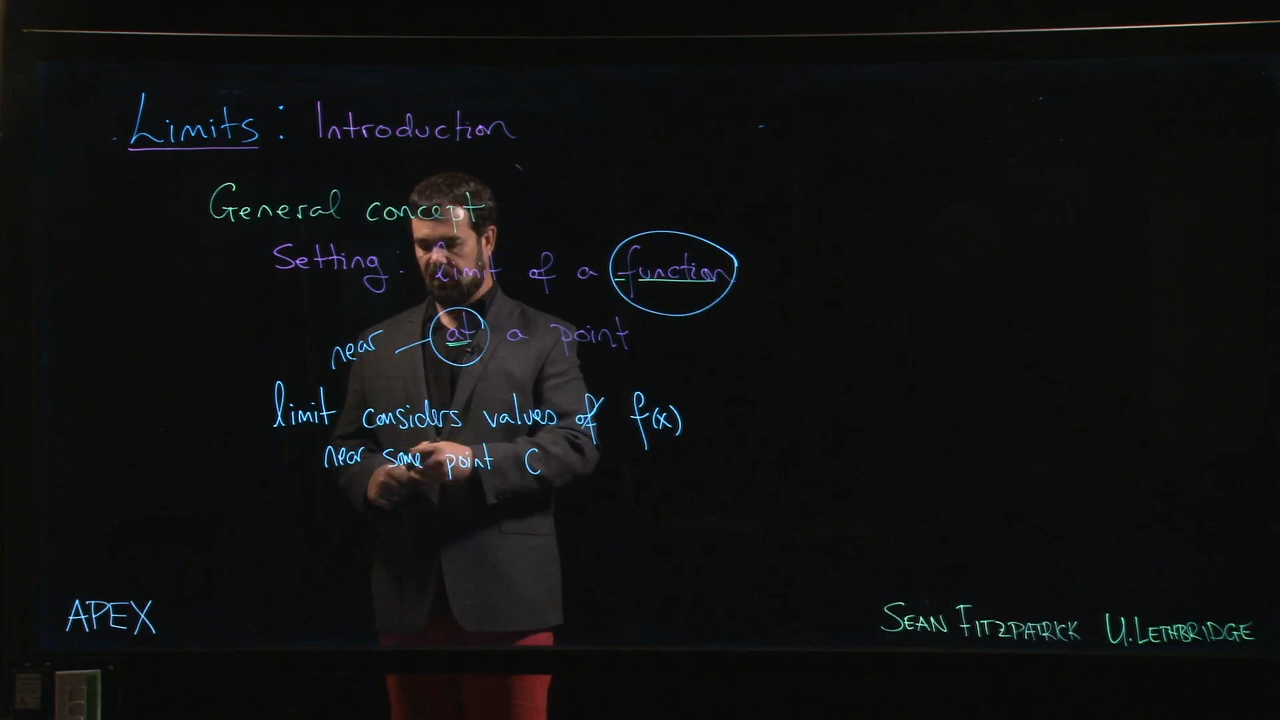 Limits: Introduction
General concept
Setting: limit of a function
near at a point
limit considers values of f(x)
near some point c
APEX
SEAN FITZPATRICK U. LETHBRIDGE